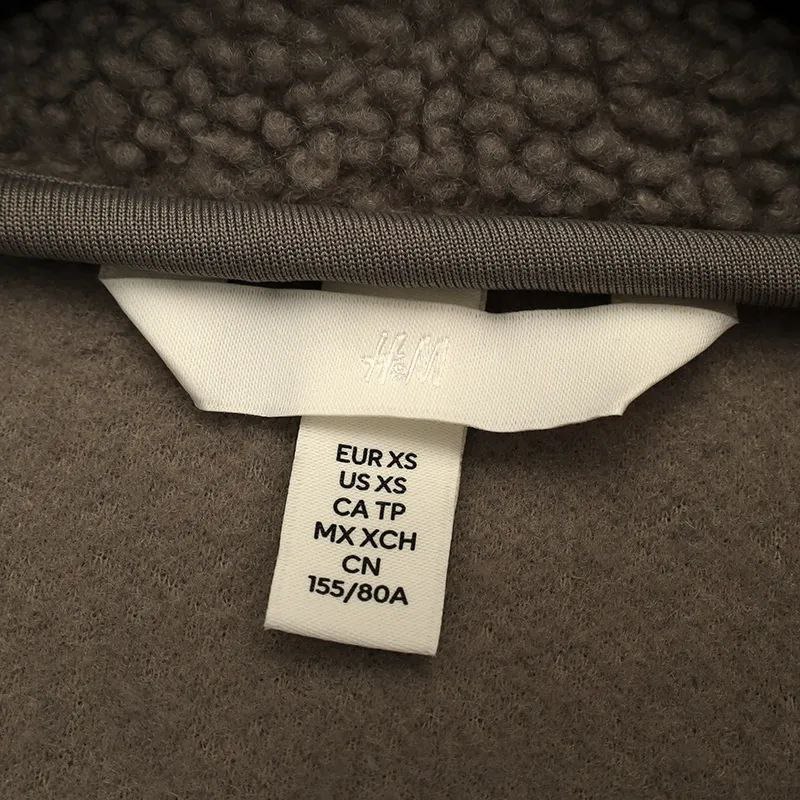 H&M
EUR XS
US XS
CA TP
MX XCH
CN
155/80A